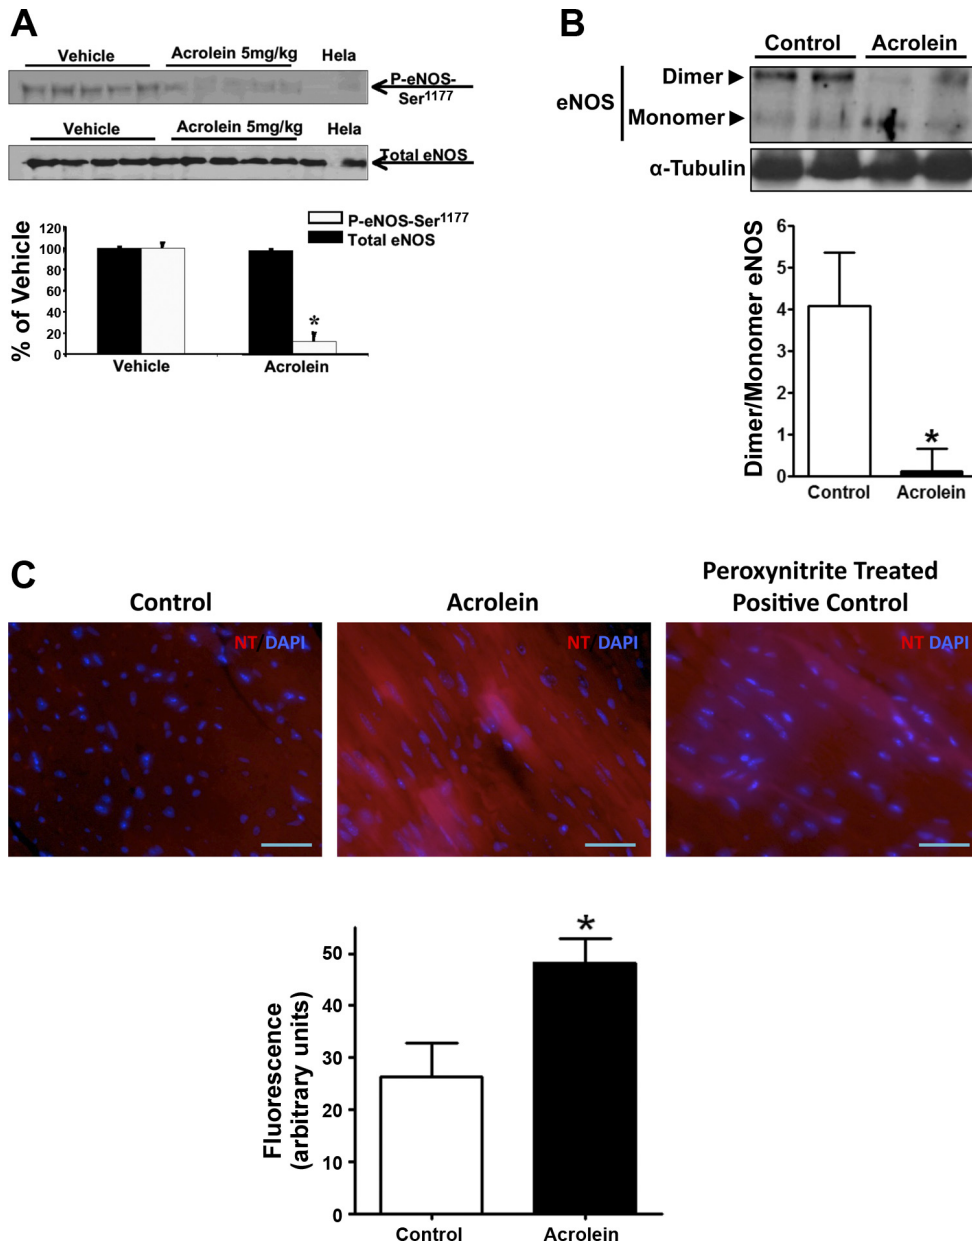 A
Vehicle Acrolein 5mg/kg Hela
P-eNOS-
Ser1177
Vehicle Acrolein 5mg/kg Hela
Total eNOS
P-eNOS-Ser1177
Total eNOS
% of Vehicle
120
100
80
60
40
20
0
*
Vehicle Acrolein
B
Control Acrolein
Dimer
eNOS
Monomer
α-Tubulin
Dimer/Monomer eNOS
6
5
4
3
2
1
0
*
Control Acrolein
C
Control Acrolein Peroxynitrite Treated
Positive Control
NT/DAPI NT DAPI NT DAPI
Fluorescence
(arbitrary units)
50
40
30
20
10
0
*
Control Acrolein